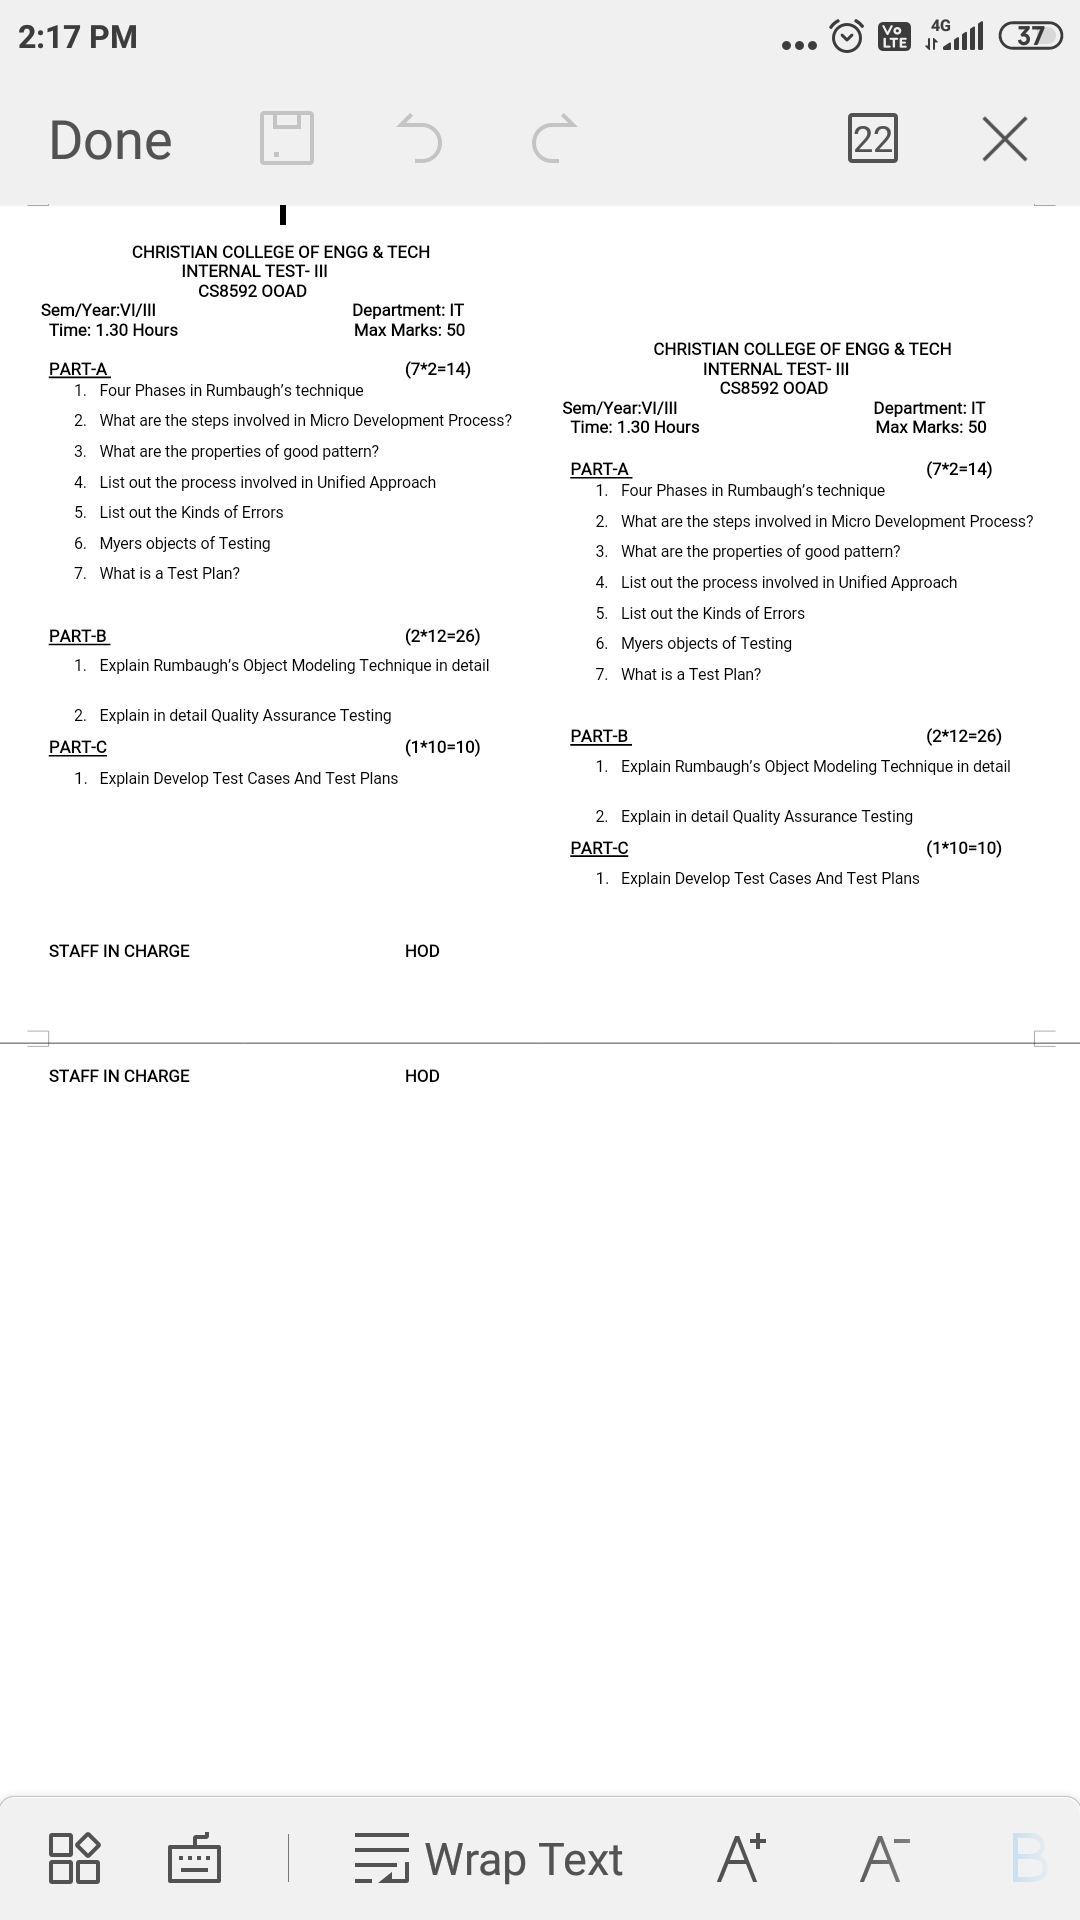 2:17 PM
Vo LTE
4G
37
Done
22
CHRISTIAN COLLEGE OF ENGG & TECH
INTERNAL TEST- III
CS8592 OOAD
Sem/Year:VI/III Department: IT
Time: 1.30 Hours Max Marks: 50
PART-A (7*2=14)
1. Four Phases in Rumbaugh's technique
2. What are the steps involved in Micro Development Process?
3. What are the properties of good pattern?
4. List out the process involved in Unified Approach
5. List out the Kinds of Errors
6. Myers objects of Testing
7. What is a Test Plan?
PART-B (2*12=26)
1. Explain Rumbaugh's Object Modeling Technique in detail
2. Explain in detail Quality Assurance Testing
PART-C (1*10=10)
1. Explain Develop Test Cases And Test Plans
STAFF IN CHARGE HOD
CHRISTIAN COLLEGE OF ENGG & TECH
INTERNAL TEST- III
CS8592 OOAD
Sem/Year:VI/III Department: IT
Time: 1.30 Hours Max Marks: 50
PART-A (7*2=14)
1. Four Phases in Rumbaugh's technique
2. What are the steps involved in Micro Development Process?
3. What are the properties of good pattern?
4. List out the process involved in Unified Approach
5. List out the Kinds of Errors
6. Myers objects of Testing
7. What is a Test Plan?
PART-B (2*12=26)
1. Explain Rumbaugh's Object Modeling Technique in detail
2. Explain in detail Quality Assurance Testing
PART-C (1*10=10)
1. Explain Develop Test Cases And Test Plans
STAFF IN CHARGE HOD
Wrap Text
A+
A-
B